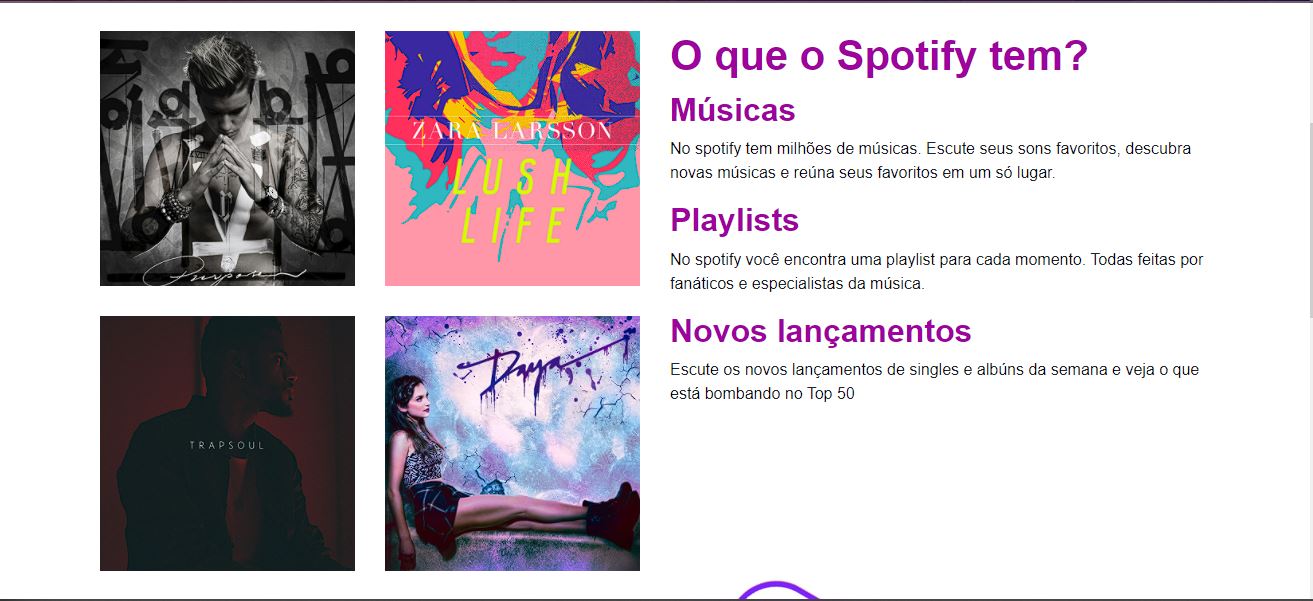 Purpose
ZARA LARSSON
LUSH
LIFE
TRAPSOUL
Daya
O que o Spotify tem?
Músicas
No spotify tem milhões de músicas. Escute seus sons favoritos, descubra
novas músicas e reúna seus favoritos em um só lugar.
Playlists
No spotify você encontra uma playlist para cada momento. Todas feitas por
fanáticos e especialistas da música.
Novos lançamentos
Escute os novos lançamentos de singles e albúns da semana e veja o que
está bombando no Top 50